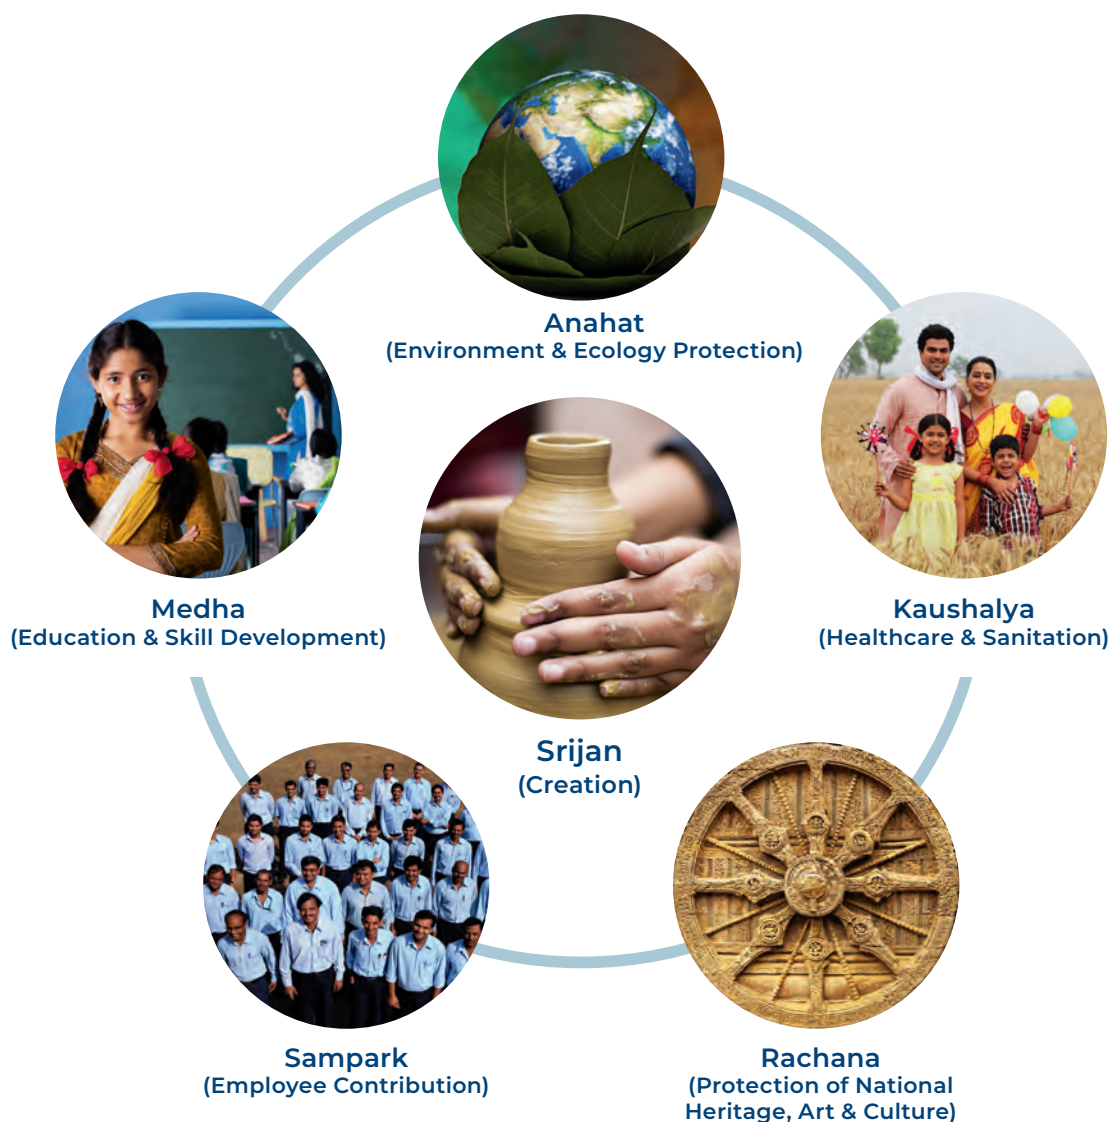 Anahat
(Environment & Ecology Protection)
Medha
(Education & Skill Development)
Kaushalya
(Healthcare & Sanitation)
Srijan
(Creation)
Sampark
(Employee Contribution)
Rachana
(Protection of National
Heritage, Art & Culture)